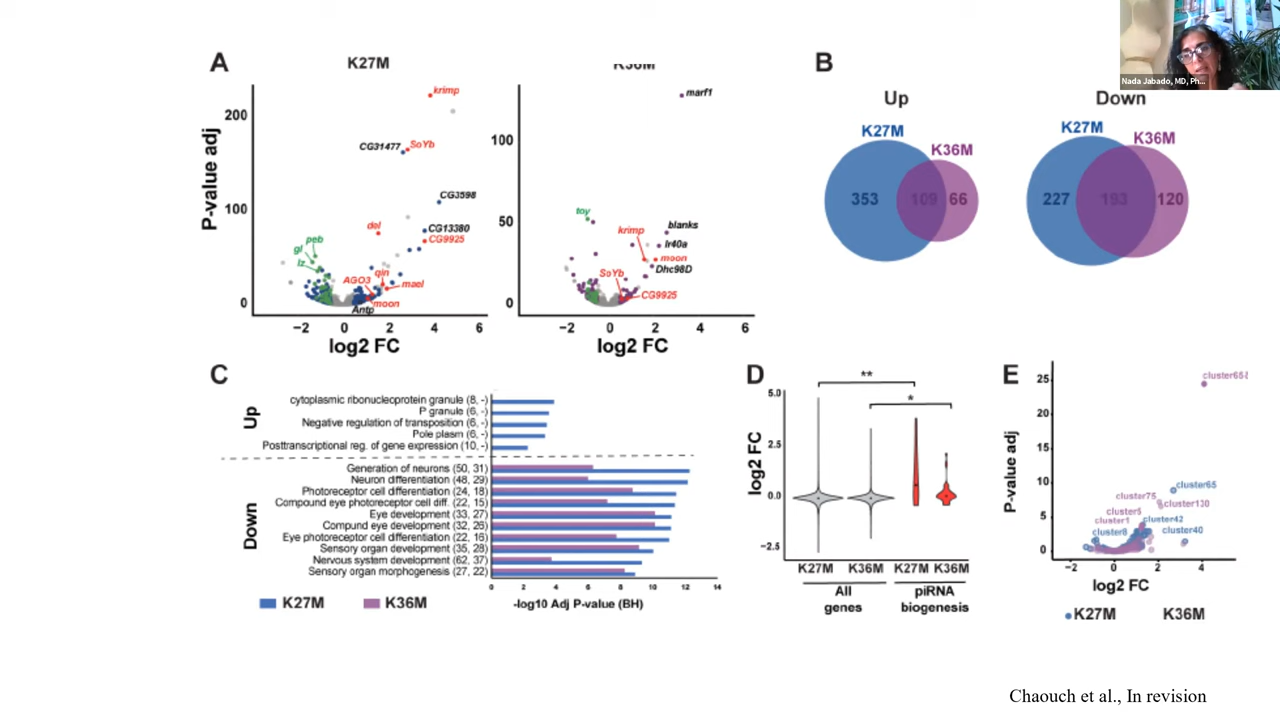 Nada Jabado, MD, Ph...
A
K27M
K36M
P-value adj
200
100
0
krimp
CG31477
SoYb
CG3598
del
CG13380
CG9925
peb
gl
lz
AGO3
qin
mael
moon
Antp
−2 0 2 4 6
log2 FC
100
50
0
marf1
toy
blanks
krimp
Ir40a
moon
Dhc98D
SoYb
CG9925
−2 0 2 4 6
log2 FC
B
Up
K27M
K36M
353 109 66
Down
K27M
K36M
227 193 120
C
Up
cytoplasmic ribonucleoprotein granule (8, -)
P granule (6, -)
Negative regulation of transposition (6, -)
Pole plasm (6, -)
Posttranscriptional reg. of gene expression (10, -)
Down
Generation of neurons (50, 31)
Neuron differentiation (48, 29)
Photoreceptor cell differentiation (24, 18)
Compound eye photoreceptor cell diff. (22, 15)
Eye development (33, 27)
Compund eye development (32, 26)
Eye photoreceptor cell differentiation (22, 16)
Sensory organ development (35, 28)
Nervous system development (62, 37)
Sensory organ morphogenesis (27, 22)
0 2 4 6 8 10 12 14
-log10 Adj P-value (BH)
K27M K36M
D
log2 FC
5.0
2.5
0.0
−2.5
** 
*
K27M K36M K27M K36M
All genes
piRNA biogenesis
E
P-value adj
25
20
15
10
5
0
cluster65
cluster75
cluster130
cluster5
cluster1
cluster42
cluster8
cluster40
−2 0 2 4
log2 FC
K27M K36M
Chaouch et al., In revision